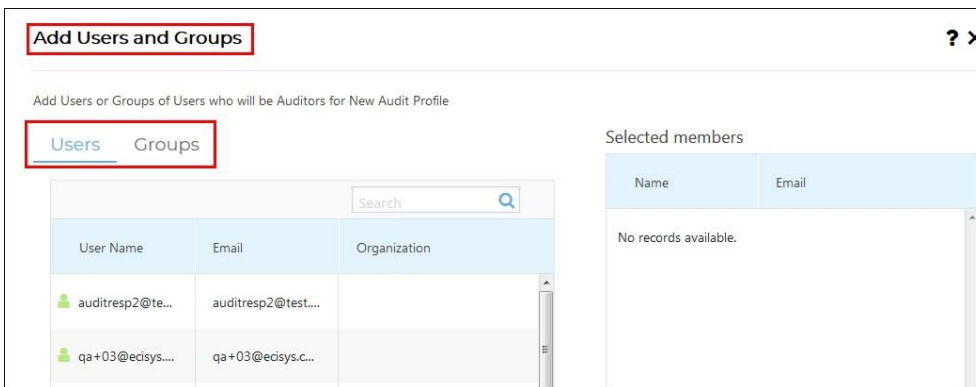 Add Users and Groups
? ×
Add Users or Groups of Users who will be Auditors for New Audit Profile
Users Groups
Selected members
Name Email
Search
No records available.
User Name Email Organization
auditresp2@te... auditresp2@test....
qa+03@ecisys.... qa+03@ecisys.c...